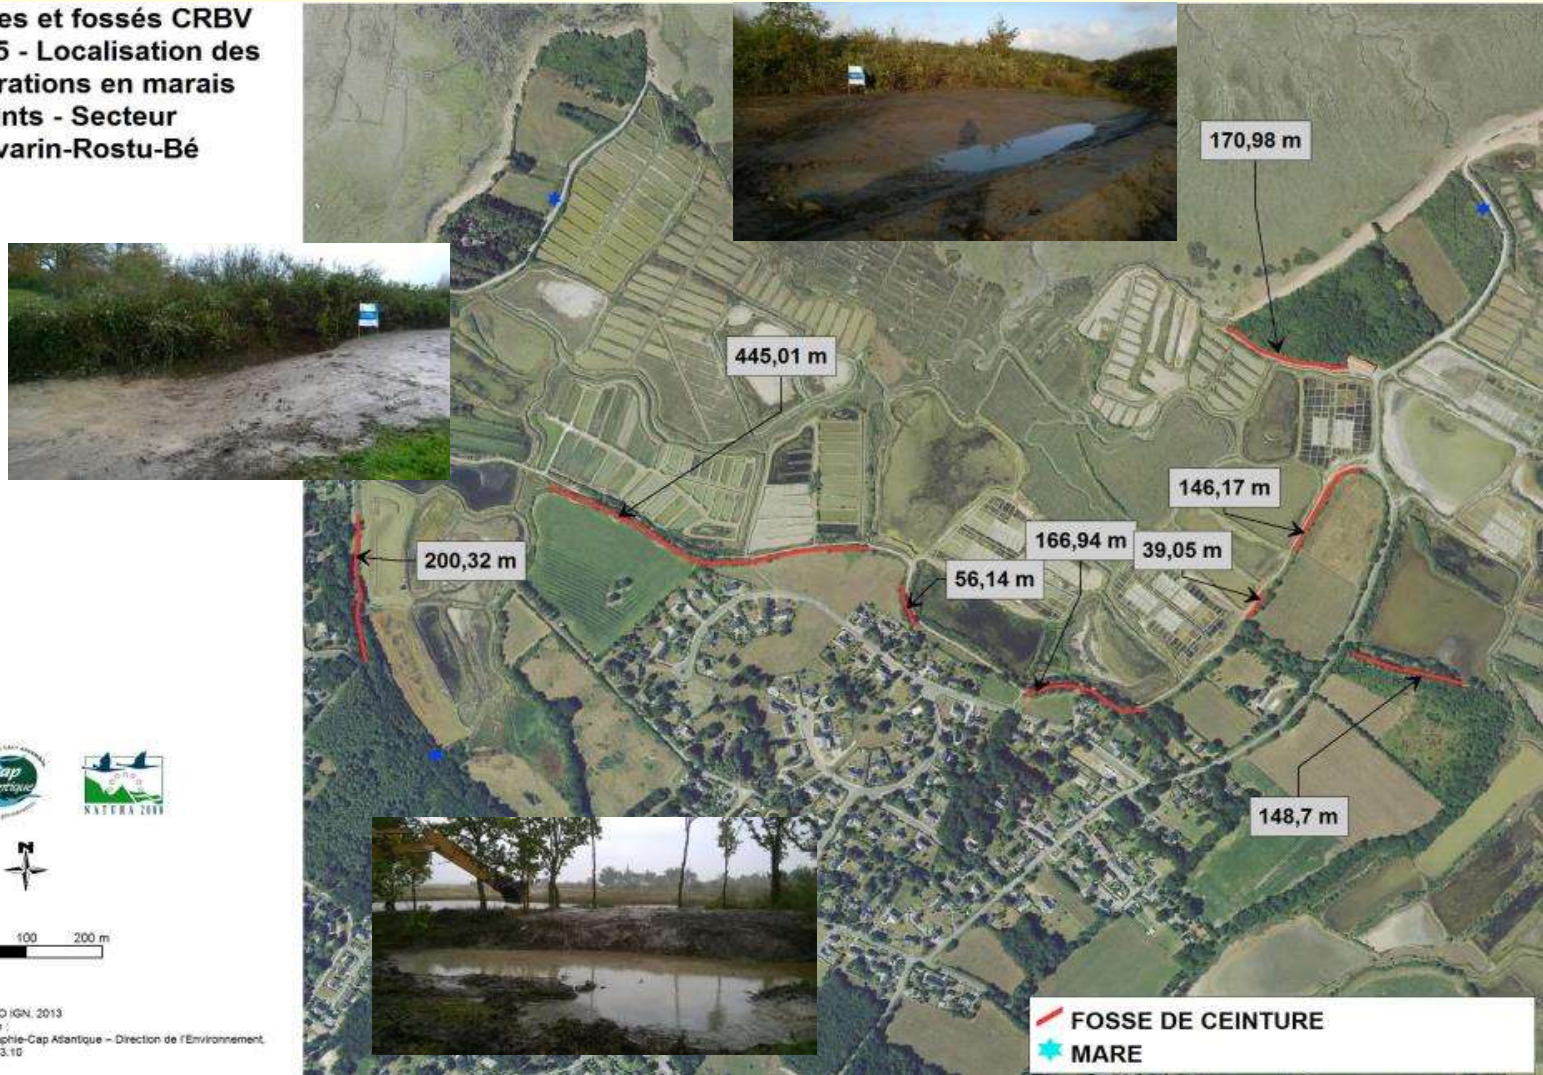 es et fossés CRBV
5 - Localisation des
rations en marais
nts - Secteur
varin-Rostu-Bé
170,98 m
445,01 m
146,17 m
166,94 m
39,05 m
200,32 m
56,14 m
148,7 m
NATURA 2000
N
100 200 m
FOSSE DE CEINTURE
MARE
IGN, 2013
phie-Cap Atlantique – Direction de l'Environnement,
3.10